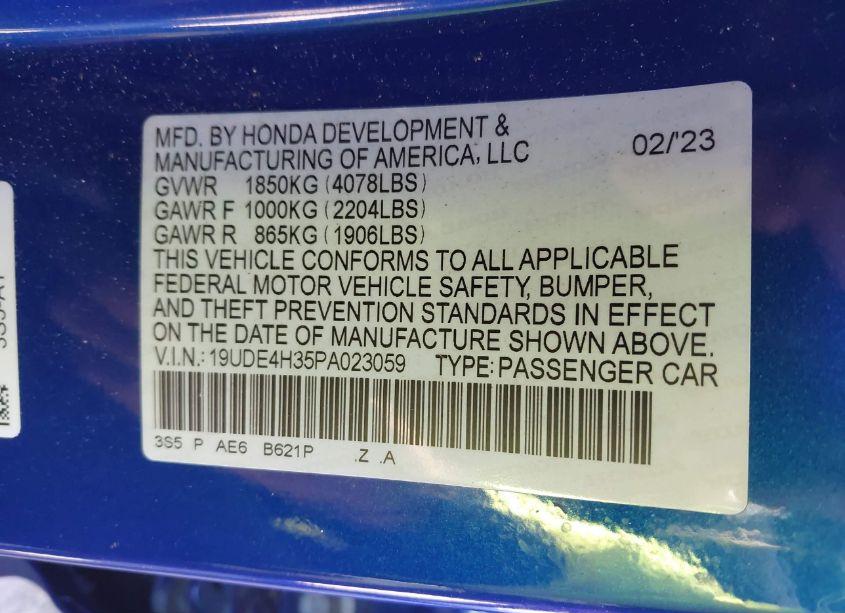 MFD. BY HONDA DEVELOPMENT &
MANUFACTURING OF AMERICA, LLC 02/'23
GVWR 1850KG (4078LBS)
GAWR F 1000KG (2204LBS)
GAWR R 865KG (1906LBS)
THIS VEHICLE CONFORMS TO ALL APPLICABLE
FEDERAL MOTOR VEHICLE SAFETY, BUMPER,
AND THEFT PREVENTION STANDARDS IN EFFECT
ON THE DATE OF MANUFACTURE SHOWN ABOVE.
V.I.N.: 19UDE4H35PA023059 TYPE: PASSENGER CAR
3S5 P AE6 B621P .Z .A